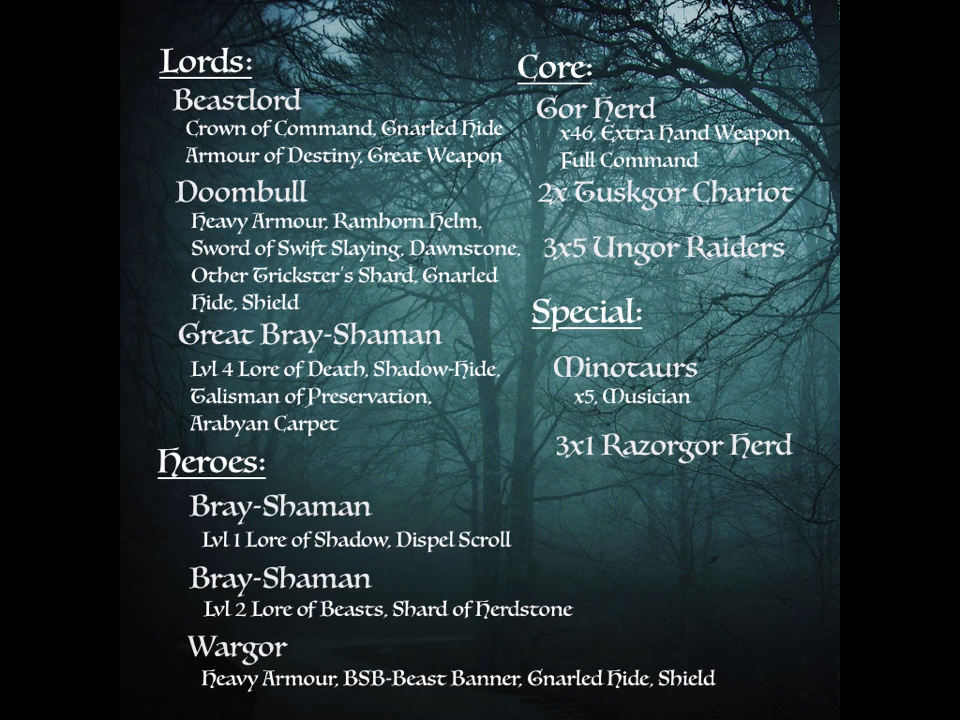 Lords:
Beastlord
Crown of Command, Gnarled Hide
Armour of Destiny, Great Weapon
Doombull
Heavy Armour, Ramhorn Helm,
Sword of Swift Slaying, Dawnstone,
Other Trickster's Shard, Gnarled
Hide, Shield
Great Bray-Shaman
Lvl 4 Lore of Death, Shadow-Hide,
Talisman of Preservation,
Arabyan Carpet
Heroes:
Bray-Shaman
Lvl 1 Lore of Shadow, Dispel Scroll
Bray-Shaman
Lvl 2 Lore of Beasts, Shard of Herdstone
Wargor
Heavy Armour, BSB-Beast Banner, Gnarled Hide, Shield
Core:
Gor Herd
x46, Extra Hand Weapon,
Full Command
2x Tuskgor Chariot
3x5 Ungor Raiders
Special:
Minotaurs
x5, Musician
3x1 Razorgor Herd